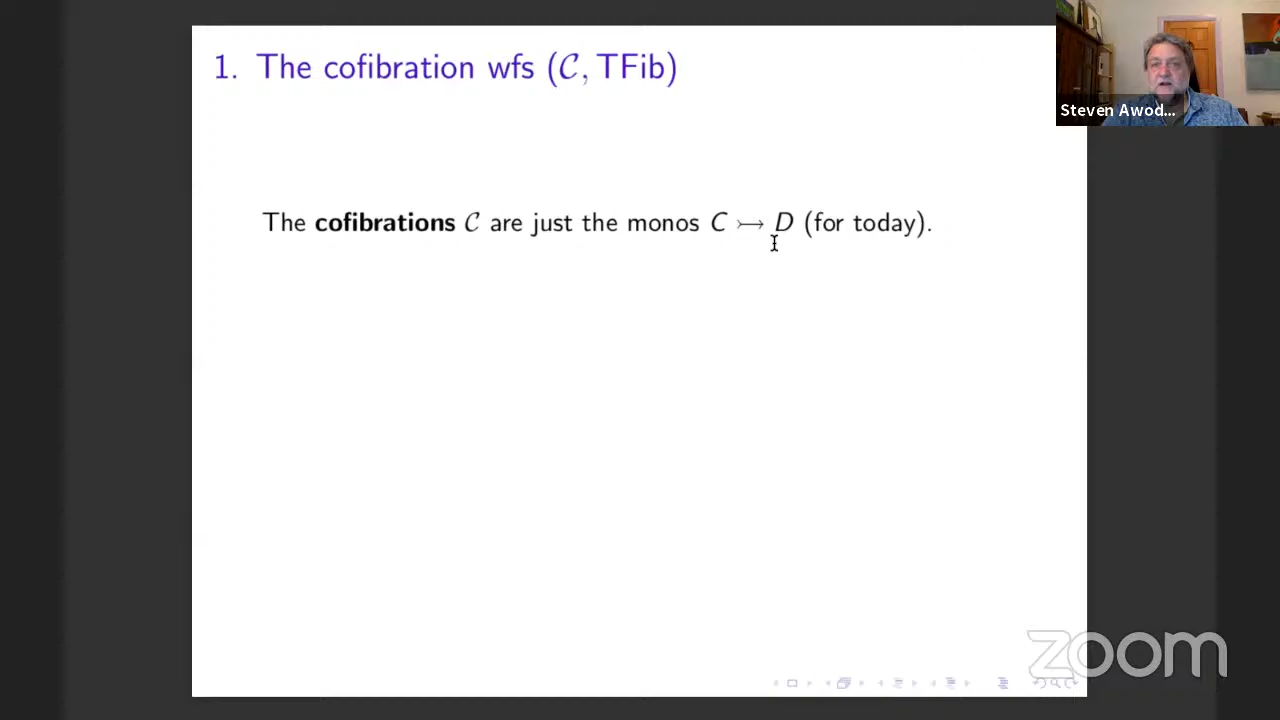 1. The cofibration wfs (𝒞, TFib)
The cofibrations 𝒞 are just the monos C ↣ D (for today).
Steven Awod...
zoom